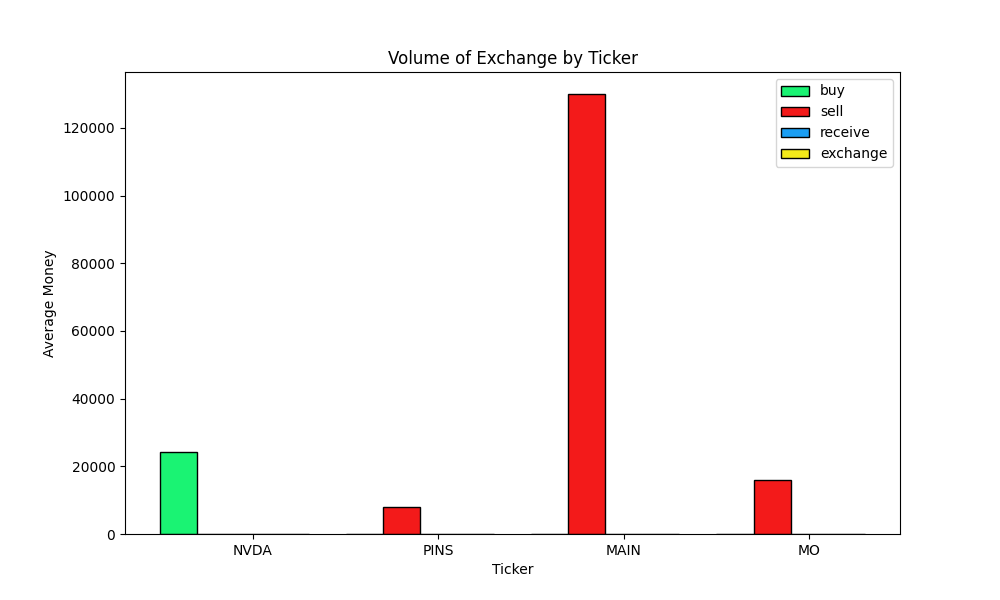 Volume of Exchange by Ticker
buy
sell
receive
exchange
Average Money
120000
100000
80000
60000
40000
20000
0
NVDA
PINS
MAIN
MO
Ticker